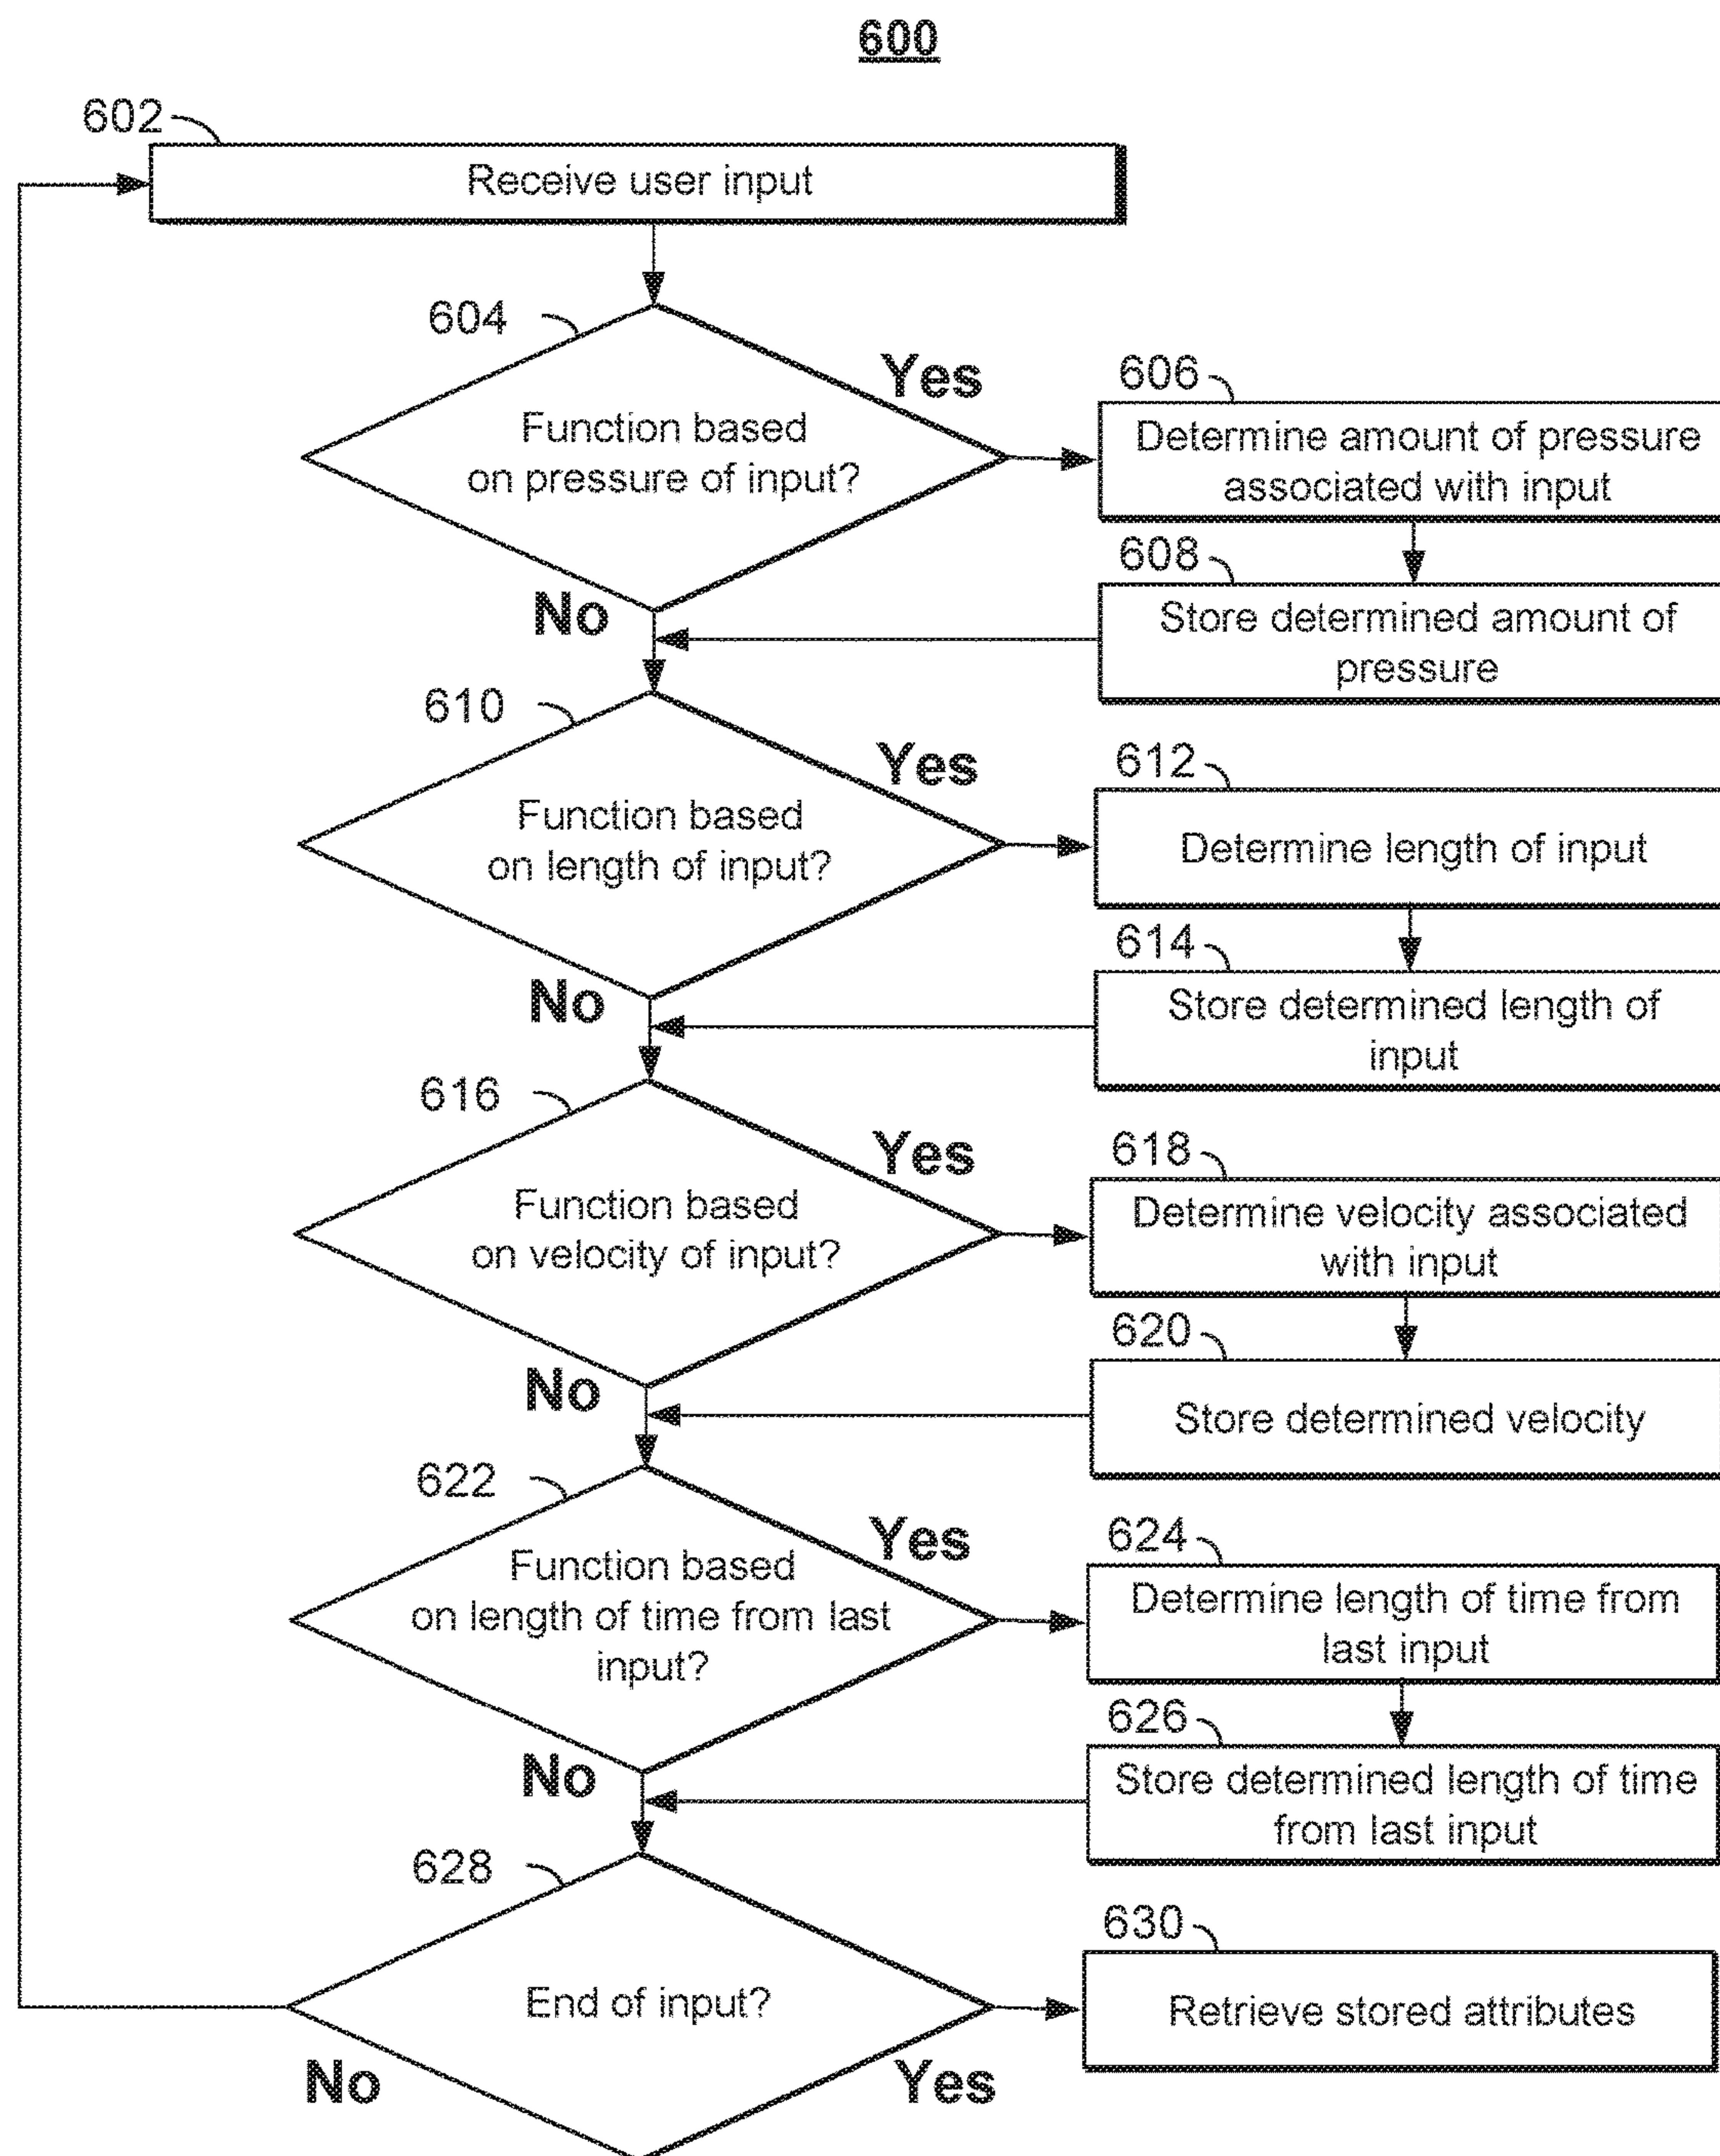 600
602
Receive user input
604
Yes
Function based
on pressure of input?
606
Determine amount of pressure
associated with input
608
Store determined amount of
pressure
No
610
Yes
Function based
on length of input?
612
Determine length of input
614
Store determined length of
input
No
616
Yes
Function based
on velocity of input?
618
Determine velocity associated
with input
620
Store determined velocity
No
622
Yes
Function based
on length of time from last
input?
624
Determine length of time from
last input
626
Store determined length of time
from last input
No
628
End of input?
630
Retrieve stored attributes
No
Yes